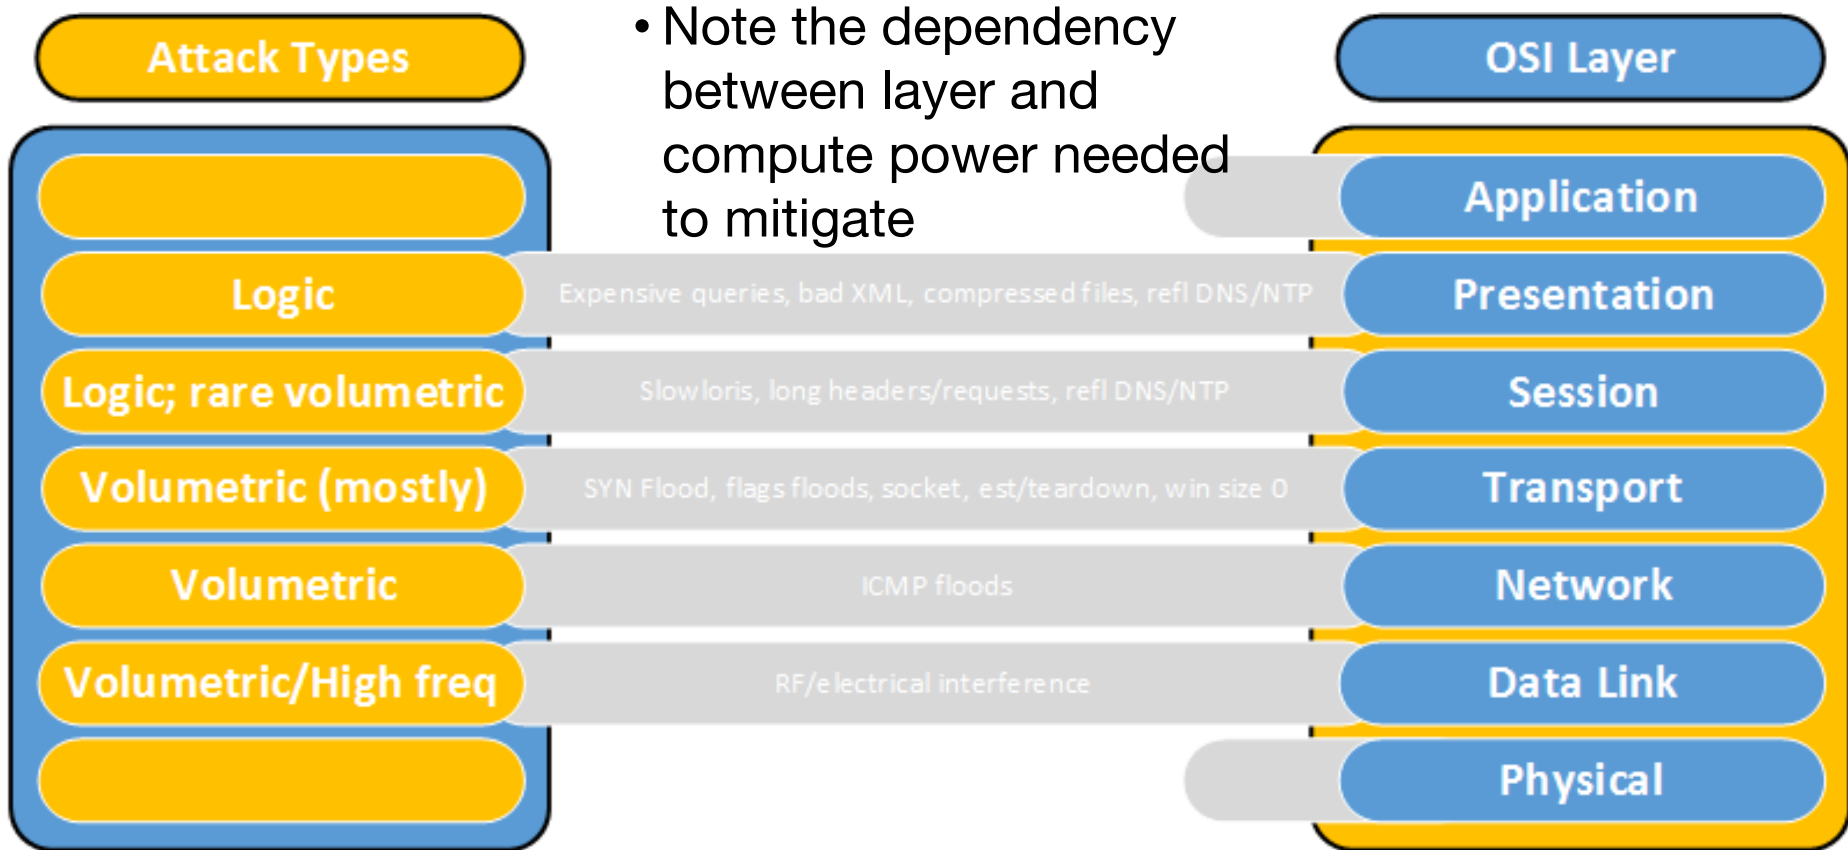 Attack Types
• Note the dependency
between layer and
compute power needed
to mitigate
OSI Layer
Application
Logic
Expensive queries, bad XML, compressed files, refl DNS/NTP
Presentation
Logic; rare volumetric
Slowloris, long headers/requests, refl DNS/NTP
Session
Volumetric (mostly)
SYN Flood, flags floods, socket, est/teardown, win size 0
Transport
Volumetric
ICMP floods
Network
Volumetric/High freq
RF/electrical interference
Data Link
Physical